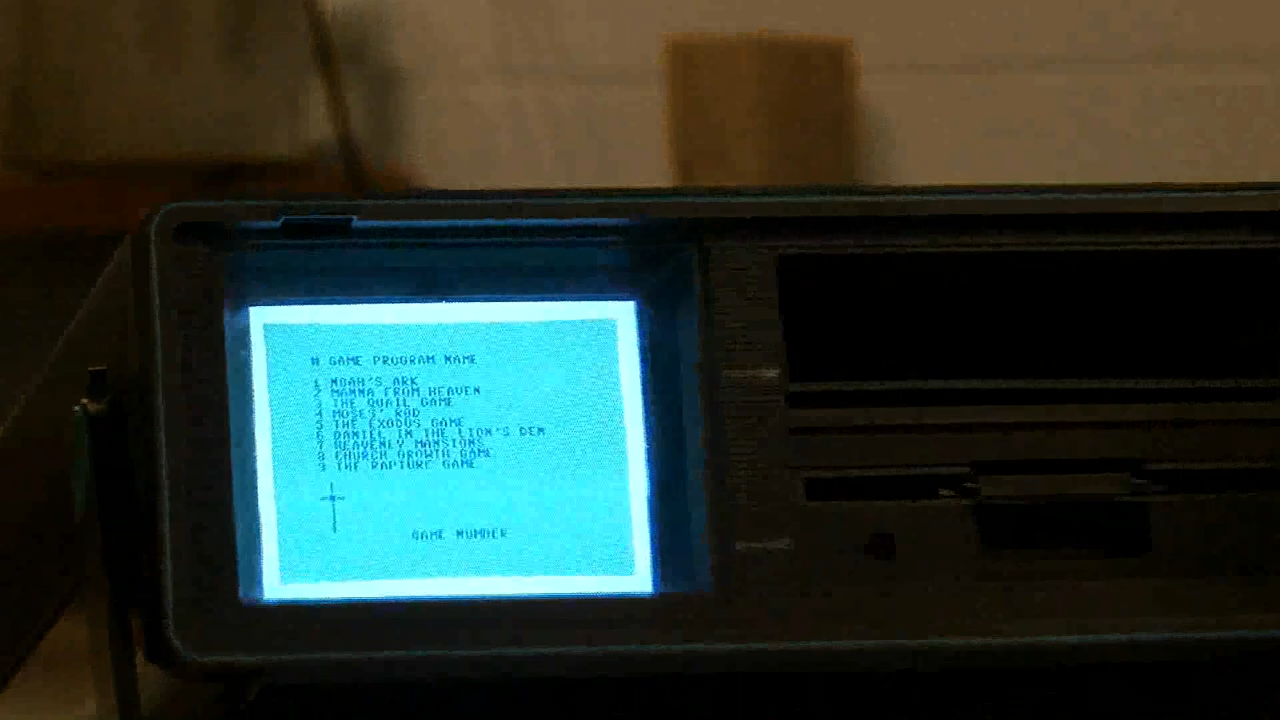 # GAME PROGRAM NAME
1 NOAH'S ARK
2 MANNA FROM HEAVEN
3 THE QUAIL GAME
4 MOSES' ROD
5 THE EXODUS GAME
6 DANIEL IN THE LION'S DEN
7 HEAVENLY MANSIONS
8 CHURCH GROWTH GAME
9 THE RAPTURE GAME
GAME NUMBER